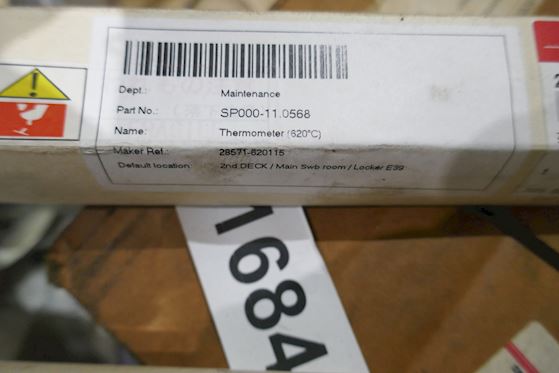 Dept.: Maintenance
Part No.: SP000-11.0568
Name: Thermometer (620°C)
Maker Ref.: 28571-620115
Default location: 2nd DECK / Main Swb room / Locker E39
1684